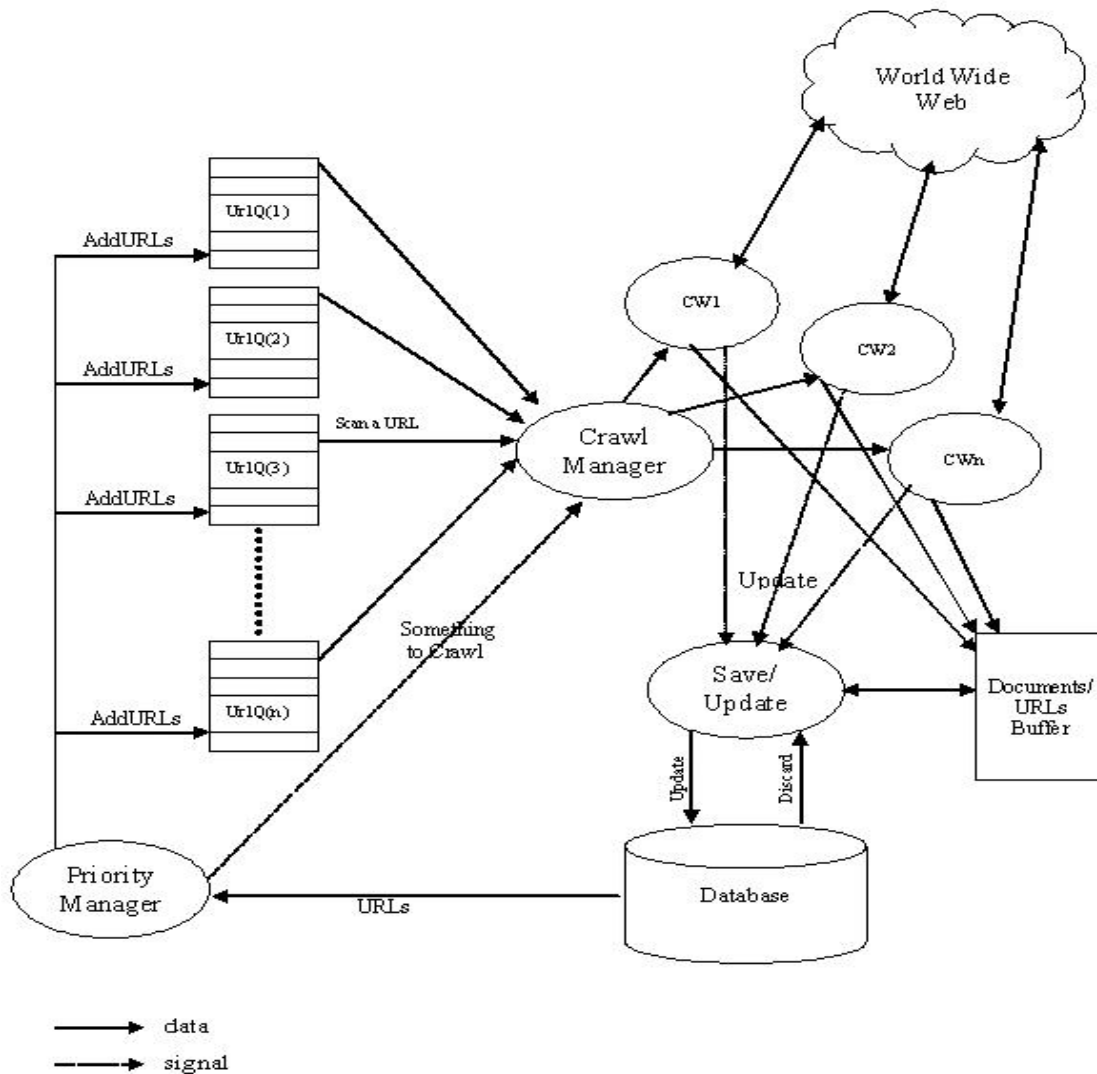 World Wide
Web
UrlQ(1)
AddURLs
CW1
UrlQ(2)
CW2
AddURLs
Scan a URL
Crawl
Manager
UrlQ(3)
CWn
AddURLs
Update
Something
to Crawl
Save/
Update
Documents/
URLs
Buffer
UrlQ(n)
AddURLs
Update
Discard
Priority
Manager
Database
URLs
data
signal